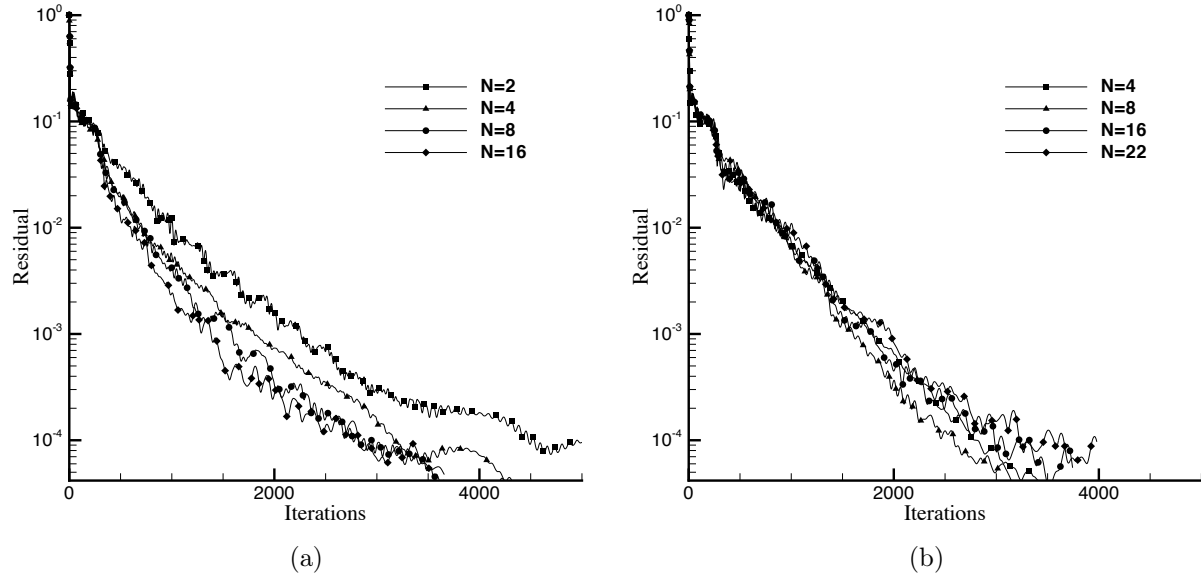 10^0
10^-1
10^-2
10^-3
10^-4
Residual
N=2
N=4
N=8
N=16
0
2000
4000
Iterations
(a)
10^0
10^-1
10^-2
10^-3
10^-4
Residual
N=4
N=8
N=16
N=22
0
2000
4000
Iterations
(b)